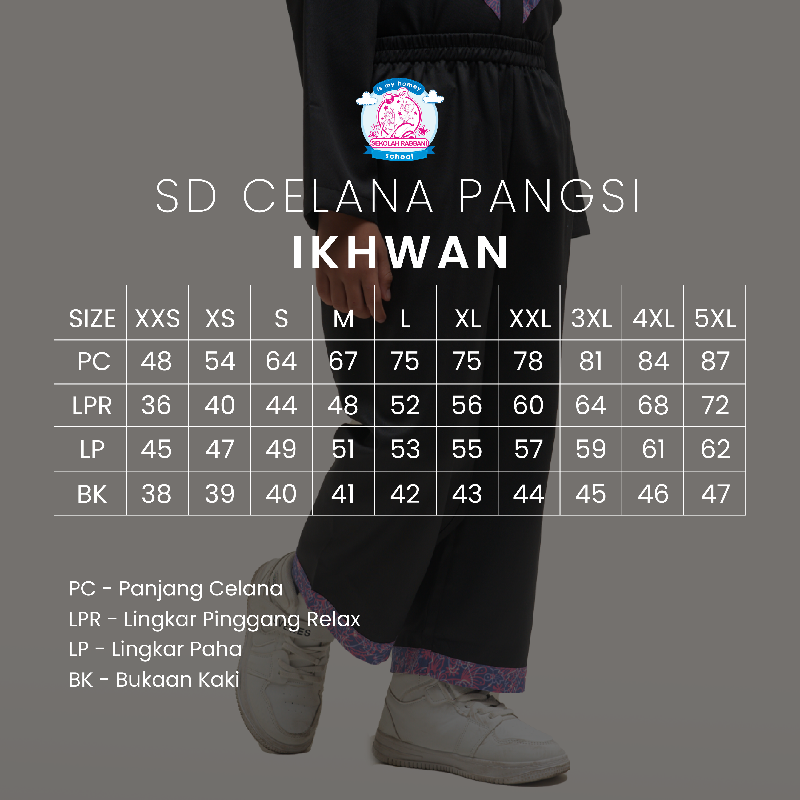 is my homey
SEKOLAH RABBANI
school
SD CELANA PANGSI
IKHWAN
SIZE XXS XS S M L XL XXL 3XL 4XL 5XL
PC 48 54 64 67 75 75 78 81 84 87
LPR 36 40 44 48 52 56 60 64 68 72
LP 45 47 49 51 53 55 57 59 61 62
BK 38 39 40 41 42 43 44 45 46 47
PC - Panjang Celana
LPR - Lingkar Pinggang Relax
LP - Lingkar Paha
BK - Bukaan Kaki